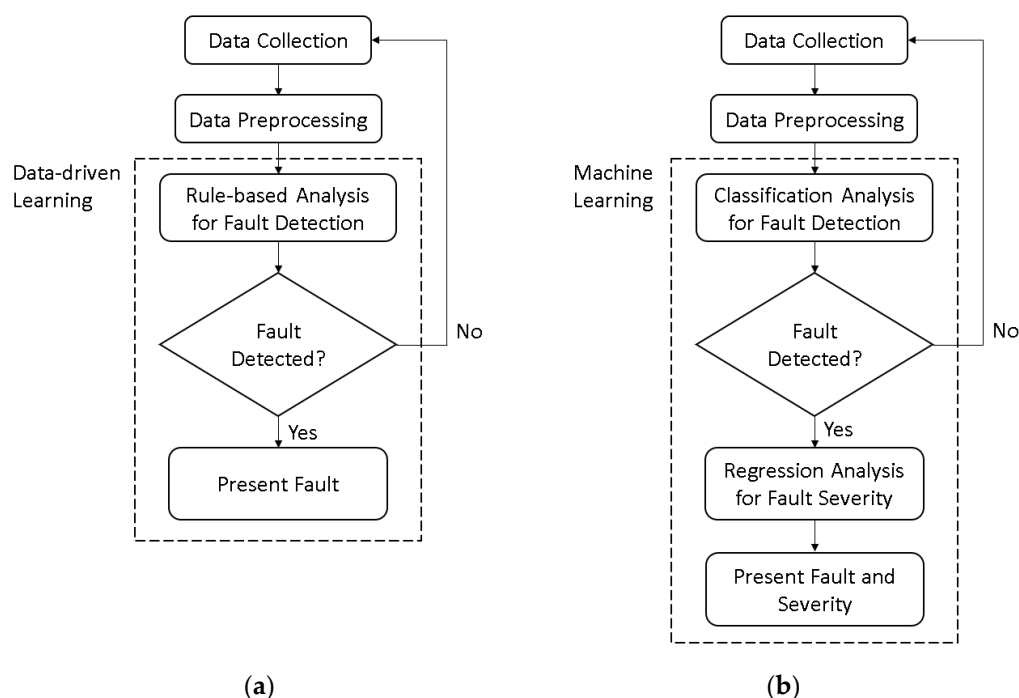 Data Collection
Data Preprocessing
Data-driven
Learning
Rule-based Analysis
for Fault Detection
Fault
Detected?
No
Yes
Present Fault
(a)
Data Collection
Data Preprocessing
Machine
Learning
Classification Analysis
for Fault Detection
Fault
Detected?
No
Yes
Regression Analysis
for Fault Severity
Present Fault and
Severity
(b)